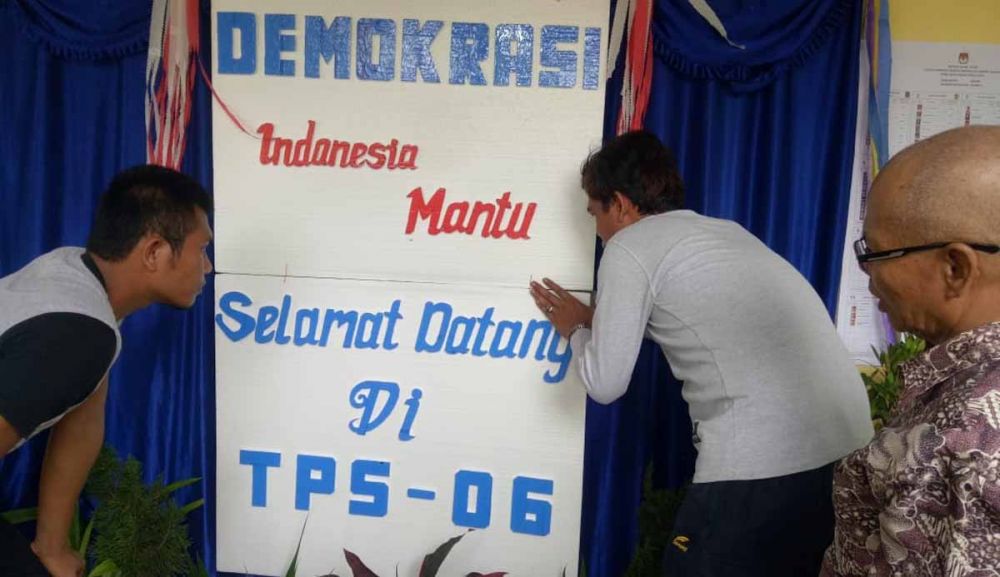 DEMOKRASI
Indanesia
Mantu
Selamat Datang
Di
TPS-06